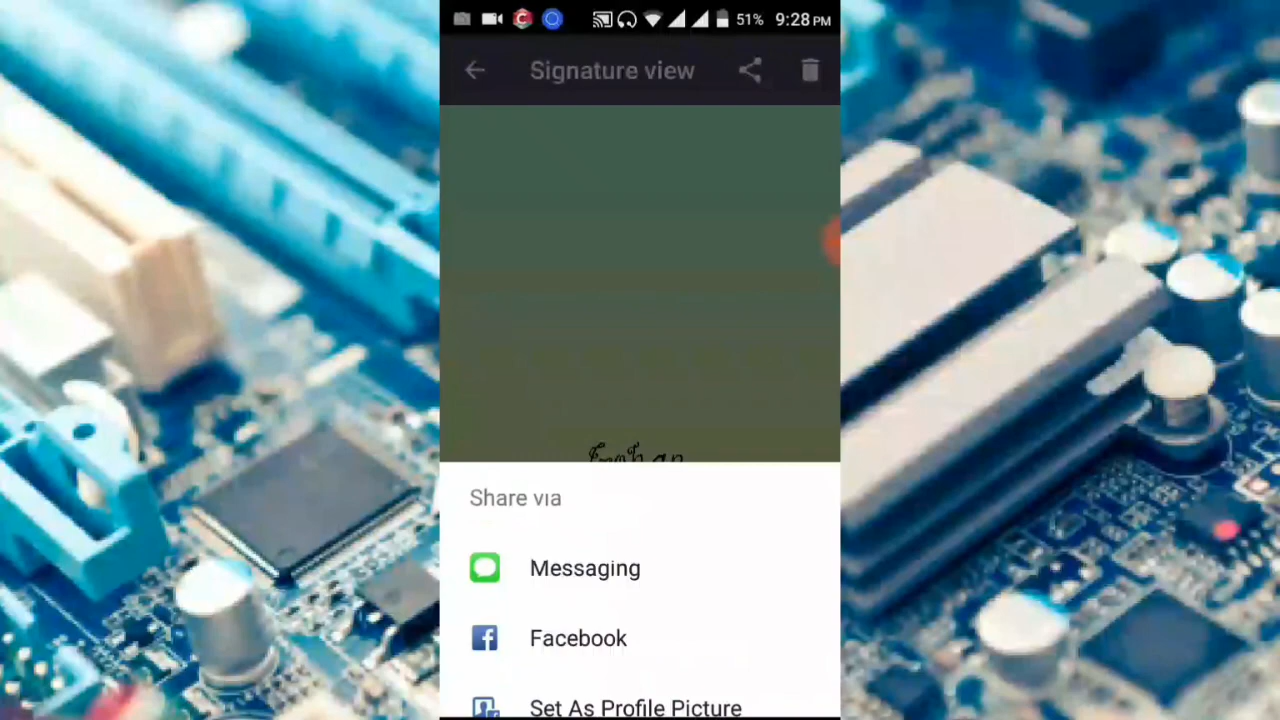 51% 9:28 PM
Signature view
Share via
Messaging
Facebook
Set As Profile Picture